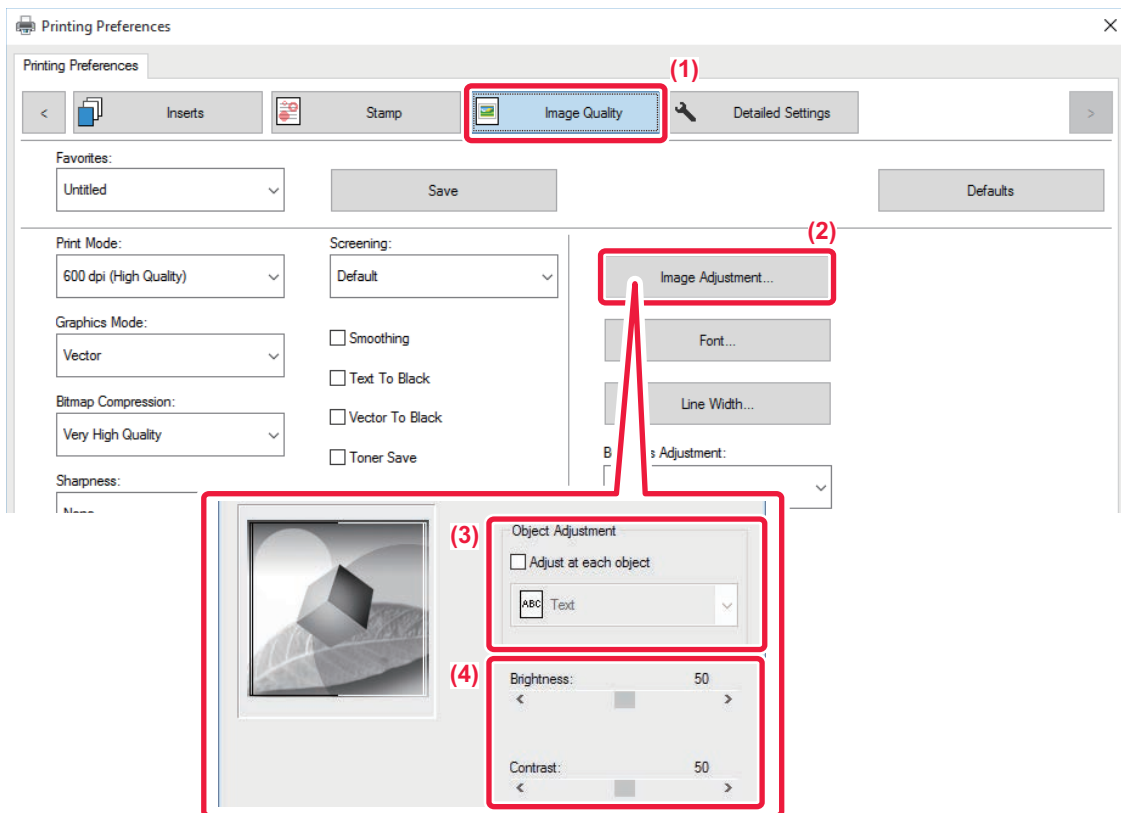 Printing Preferences
Printing Preferences
(1)
< Inserts Stamp Image Quality Detailed Settings >
Favorites:
Untitled Save Defaults
(2)
Print Mode: Screening:
600 dpi (High Quality) Default Image Adjustment...
Graphics Mode:
Vector Smoothing Font...
Text To Black
Bitmap Compression:
Very High Quality Vector To Black Line Width...
Toner Save
B s Adjustment:
Sharpness:
(3) Object Adjustment
Adjust at each object
ABC Text
(4) Brightness: 50
< >
Contrast: 50
< >